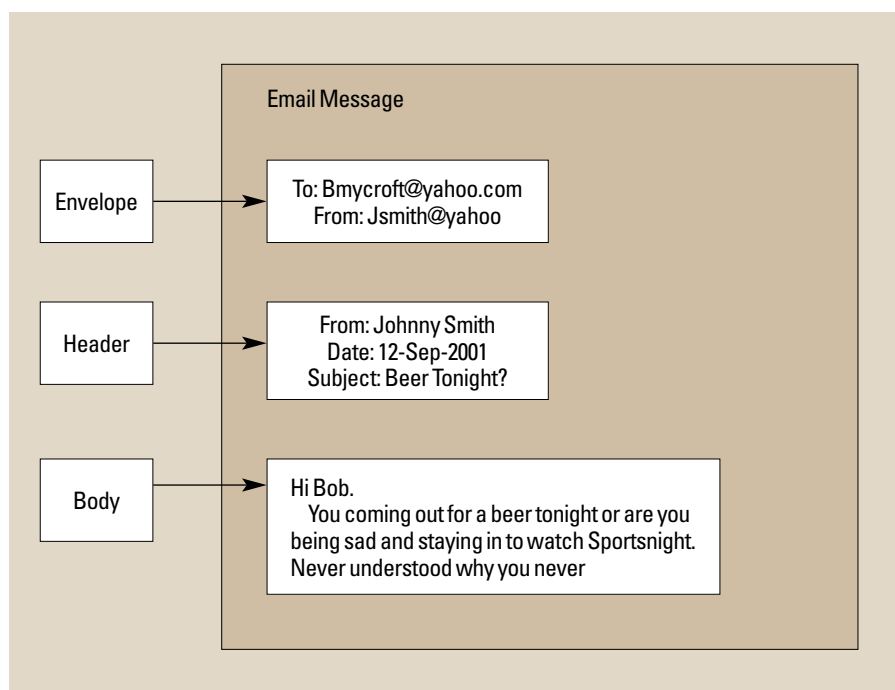 Email Message
Envelope
To: Bmycroft@yahoo.com
From: Jsmith@yahoo
Header
From: Johnny Smith
Date: 12-Sep-2001
Subject: Beer Tonight?
Body
Hi Bob.
You coming out for a beer tonight or are you
being sad and staying in to watch Sportsnight.
Never understood why you never